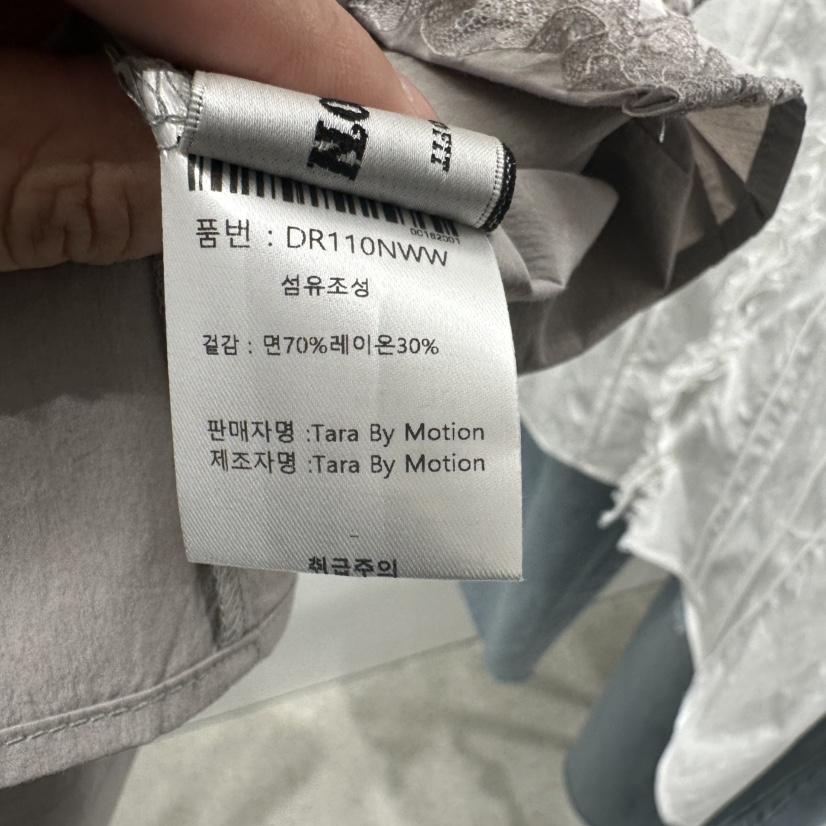 품번 : DR110NWW
섬유조성
겉감 : 면70%레이온30%
판매자명 :Tara By Motion
제조자명 :Tara By Motion
취급주의